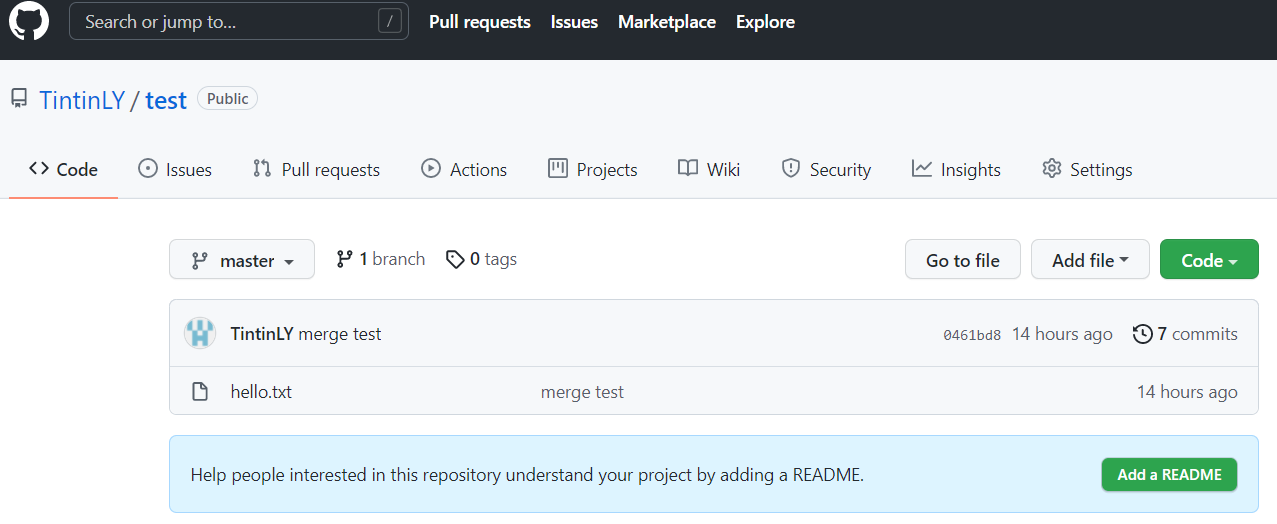 Search or jump to... / Pull requests Issues Marketplace Explore
TintinLY / test Public
Code Issues Pull requests Actions Projects Wiki Security Insights Settings
master 1 branch 0 tags Go to file Add file Code
TintinLY merge test 0461bd8 14 hours ago 7 commits
hello.txt merge test 14 hours ago
Help people interested in this repository understand your project by adding a README. Add a README